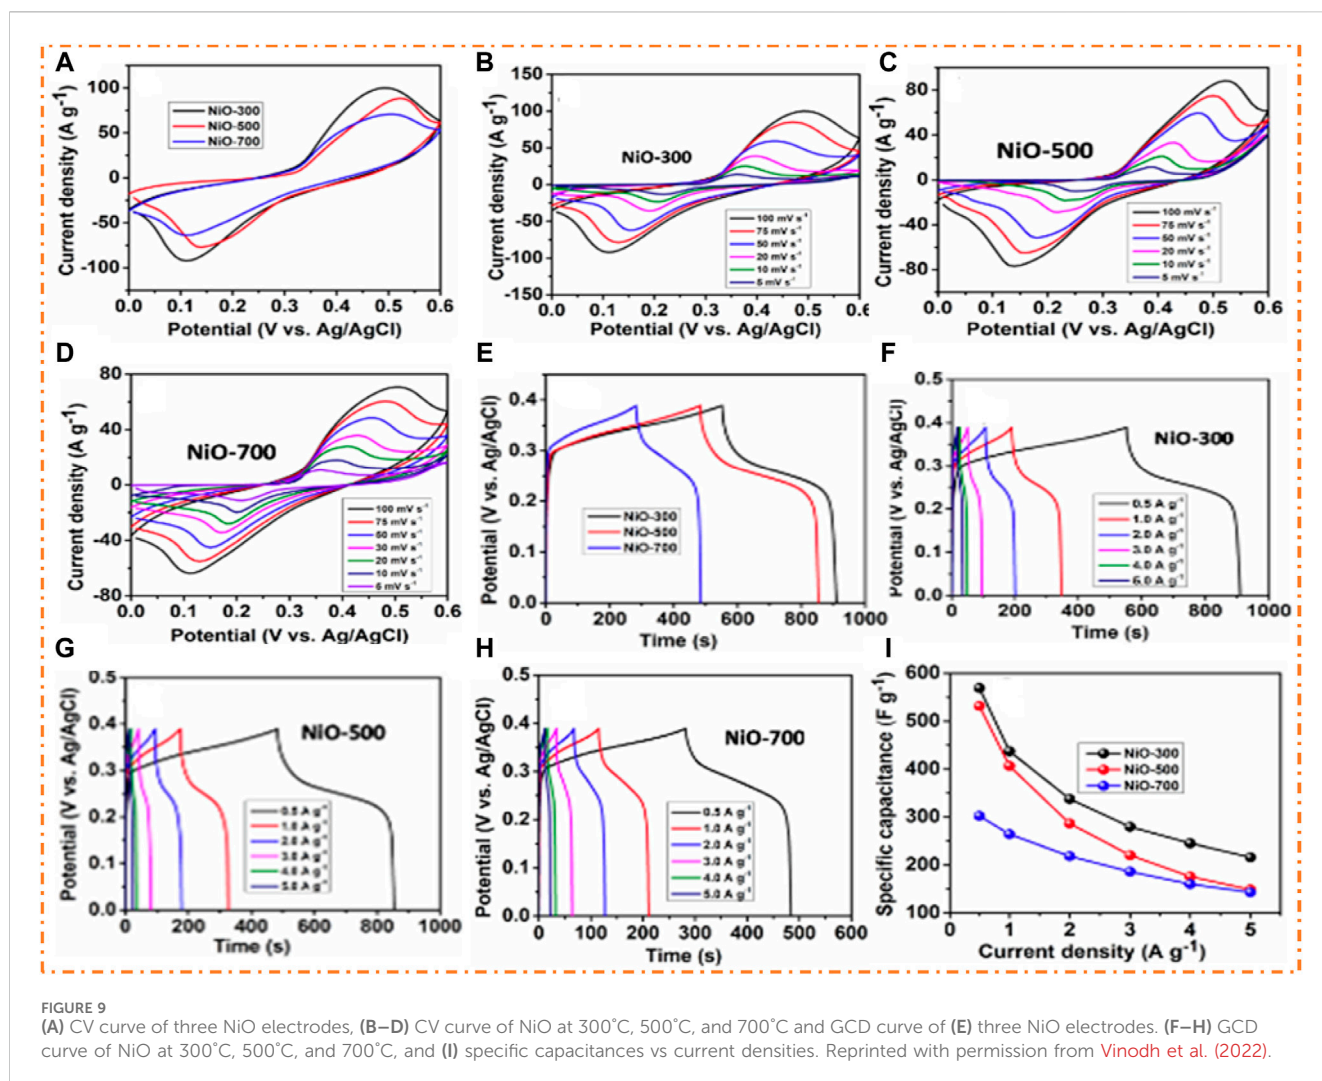 A
100
50
0
-50
-100
Current density (A g⁻¹)
NiO-300
NiO-500
NiO-700
0.0 0.1 0.2 0.3 0.4 0.5 0.6
Potential (V vs. Ag/AgCl)
B
150
100
50
0
-50
-100
-150
Current density (A g⁻¹)
NiO-300
100 mV s⁻¹
75 mV s⁻¹
50 mV s⁻¹
20 mV s⁻¹
10 mV s⁻¹
5 mV s⁻¹
0.0 0.1 0.2 0.3 0.4 0.5 0.6
Potential (V vs. Ag/AgCl)
C
80
40
0
-40
-80
Current density (A g⁻¹)
NiO-500
100 mV s⁻¹
75 mV s⁻¹
50 mV s⁻¹
20 mV s⁻¹
10 mV s⁻¹
5 mV s⁻¹
0.0 0.1 0.2 0.3 0.4 0.5 0.6
Potential (V vs. Ag/AgCl)
D
80
40
0
-40
-80
Current density (A g⁻¹)
NiO-700
100 mV s⁻¹
75 mV s⁻¹
50 mV s⁻¹
30 mV s⁻¹
20 mV s⁻¹
10 mV s⁻¹
5 mV s⁻¹
0.0 0.1 0.2 0.3 0.4 0.5 0.6
Potential (V vs. Ag/AgCl)
E
0.4
0.3
0.2
0.1
0.0
Potential (V vs. Ag/AgCl)
NiO-300
NiO-500
NiO-700
0 200 400 600 800 1000
Time (s)
F
0.5
0.4
0.3
0.2
0.1
0.0
Potential (V vs. Ag/AgCl)
NiO-300
0.5 A g⁻¹
1.0 A g⁻¹
2.0 A g⁻¹
3.0 A g⁻¹
4.0 A g⁻¹
5.0 A g⁻¹
0 200 400 600 800 1000
Time (s)
G
0.5
0.4
0.3
0.2
0.1
0.0
Potential (V vs. Ag/AgCl)
NiO-500
0.5 A g⁻¹
1.0 A g⁻¹
2.0 A g⁻¹
3.0 A g⁻¹
4.0 A g⁻¹
5.0 A g⁻¹
0 200 400 600 800 1000
Time (s)
H
0.5
0.4
0.3
0.2
0.1
0.0
Potential (V vs. Ag/AgCl)
NiO-700
0.5 A g⁻¹
1.0 A g⁻¹
2.0 A g⁻¹
3.0 A g⁻¹
4.0 A g⁻¹
5.0 A g⁻¹
0 100 200 300 400 500 600
Time (s)
I
600
500
400
300
200
100
Specific capacitance (F g⁻¹)
NiO-300
NiO-500
NiO-700
1 2 3 4 5
Current density (A g⁻¹)
FIGURE 9
(A) CV curve of three NiO electrodes, (B–D) CV curve of NiO at 300°C, 500°C, and 700°C and GCD curve of (E) three NiO electrodes. (F–H) GCD
curve of NiO at 300°C, 500°C, and 700°C, and (I) specific capacitances vs current densities. Reprinted with permission from Vinodh et al. (2022).